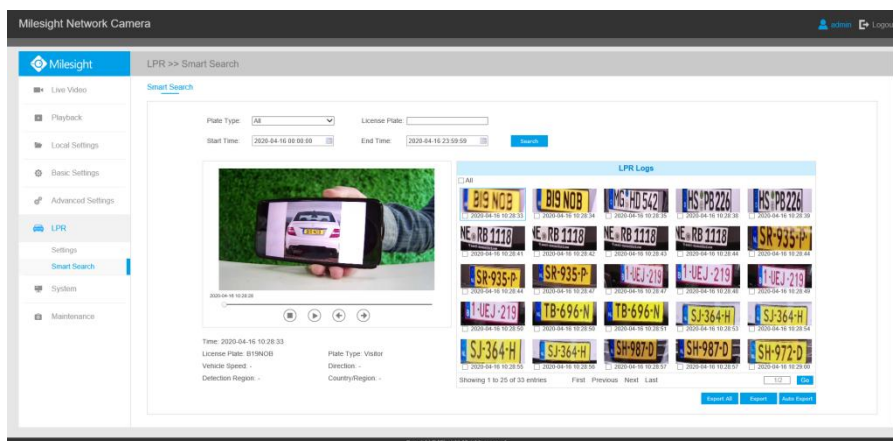 Milesight Network Camera
admin
Logou
Milesight
LPR >> Smart Search
Live Video
Smart Search
Playback
Plate Type: All
License Plate:
Local Settings
Start Time: 2020-04-16 00:00:00
End Time: 2020-04-16 23:59:59
Search
Basic Settings
LPR Logs
All
Advanced Settings
B19 NOB
B19 NOB
MG HD 542
HS PB226
HS PB226
2020-04-16 10:28:33
2020-04-16 10:28:34
2020-04-16 10:28:35
2020-04-16 10:28:38
2020-04-16 10:28:39
LPR
NE RB 1118
NE RB 1118
NE RB 1118
NE RB 1118
SR-935-P
2020-04-16 10:28:41
2020-04-16 10:28:42
2020-04-16 10:28:43
2020-04-16 10:28:44
2020-04-16 10:28:44
Settings
Smart Search
SR-935-P
SR-935-P
1-UEJ-219
1-UEJ-219
1-UEJ-219
2020-04-16 10:28:46
2020-04-16 10:28:47
2020-04-16 10:28:47
2020-04-16 10:28:48
2020-04-16 10:28:49
System
2020-04-16 10:28:28
1-UEJ-219
TB-696-N
TB-696-N
SJ-364-H
SJ-364-H
2020-04-16 10:28:50
2020-04-16 10:28:50
2020-04-16 10:28:51
2020-04-16 10:28:53
2020-04-16 10:28:54
Maintenance
Time: 2020-04-16 10:28:33
License Plate: B19NOB
Plate Type: Visitor
Vehicle Speed: -
Direction: -
Detection Region: -
Country/Region: -
SJ-364-H
SJ-364-H
SH-987-D
SH-987-D
SH-972-D
2020-04-16 10:28:55
2020-04-16 10:28:56
2020-04-16 10:28:57
2020-04-16 10:28:57
2020-04-16 10:29:00
Showing 1 to 25 of 33 entries
First Previous Next Last
1/2
Go
Export All
Export
Auto Export